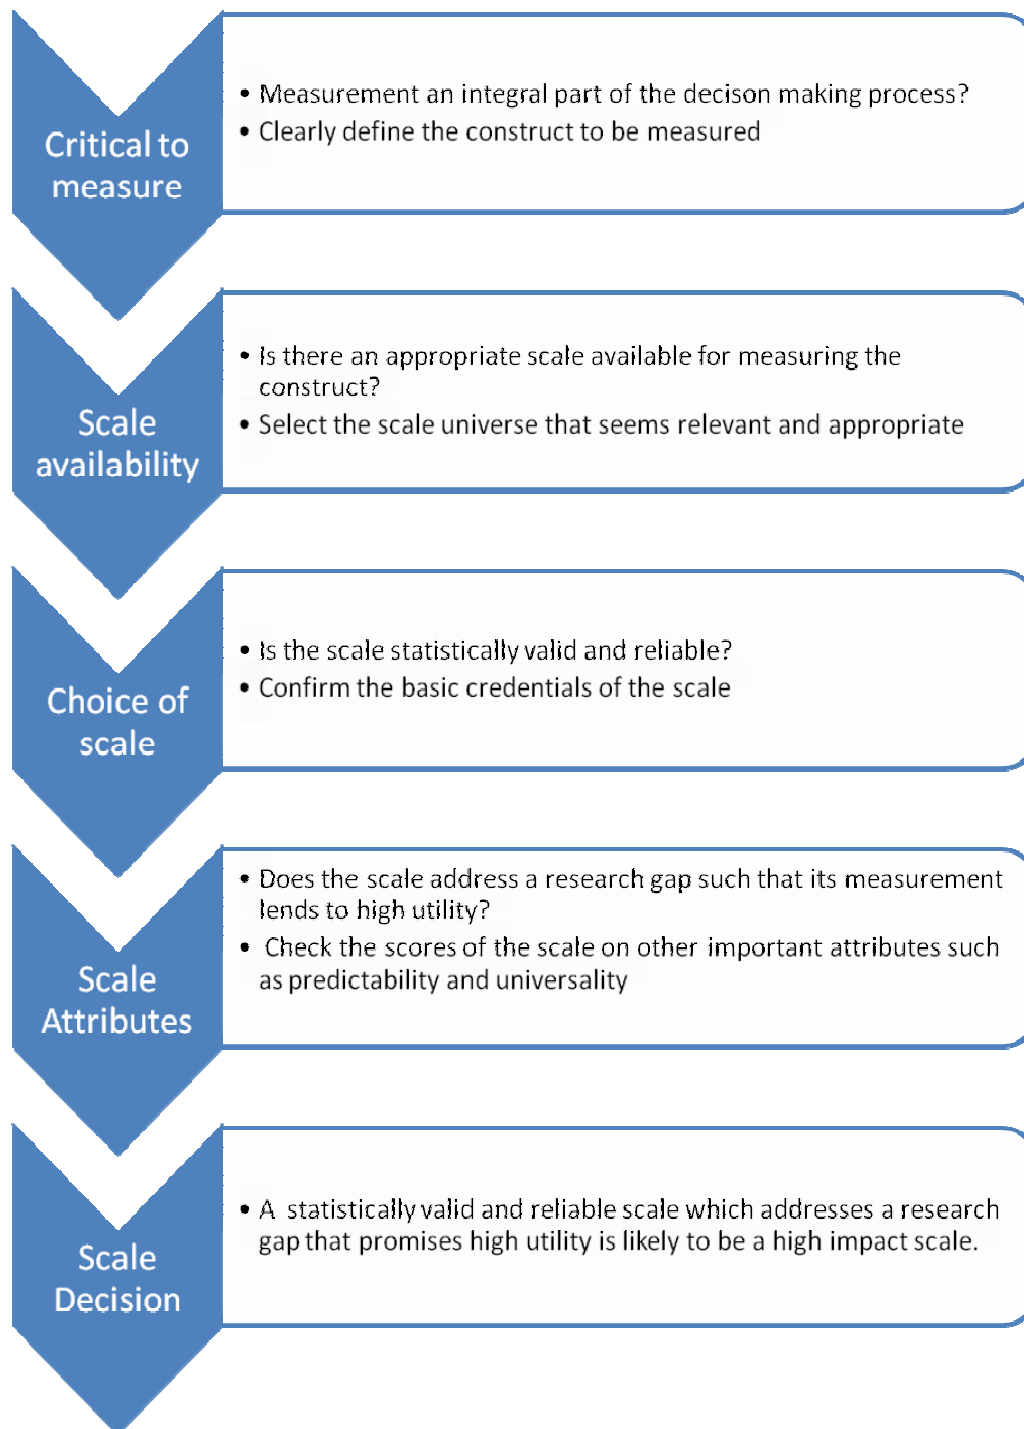 Critical to
measure
• Measurement an integral part of the decison making process?
• Clearly define the construct to be measured
Scale
availability
• Is there an appropriate scale available for measuring the
construct?
• Select the scale universe that seems relevant and appropriate
Choice of
scale
• Is the scale statistically valid and reliable?
• Confirm the basic credentials of the scale
Scale
Attributes
• Does the scale address a research gap such that its measurement
lends to high utility?
• Check the scores of the scale on other important attributes such
as predictability and universality
Scale
Decision
• A statistically valid and reliable scale which addresses a research
gap that promises high utility is likely to be a high impact scale.